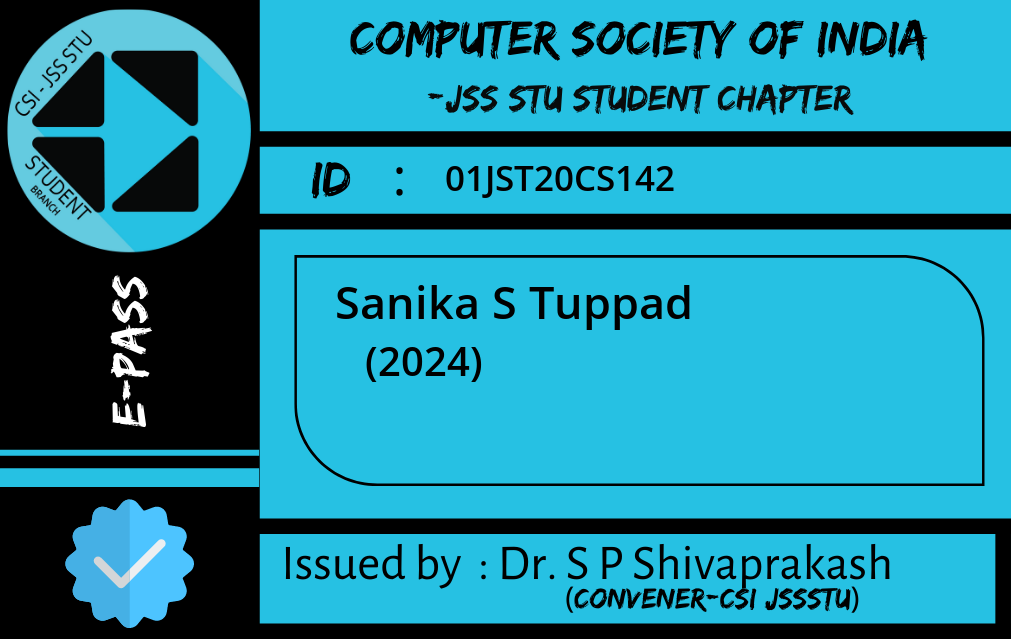 CSI - JSS STU
STUDENT
BRANCH
E-PASS
COMPUTER SOCIETY OF INDIA
-JSS STU STUDENT CHAPTER
ID : 01JST20CS142
Sanika S Tuppad
(2024)
Issued by : Dr. S P Shivaprakash
(CONVENER-CSI JSSSTU)